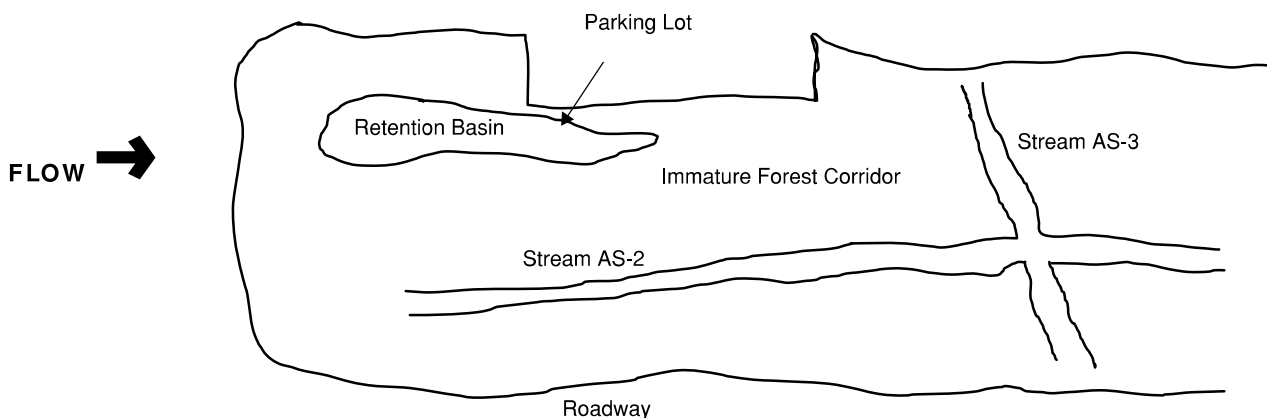 Parking Lot
Retention Basin
Stream AS-3
FLOW
Immature Forest Corridor
Stream AS-2
Roadway